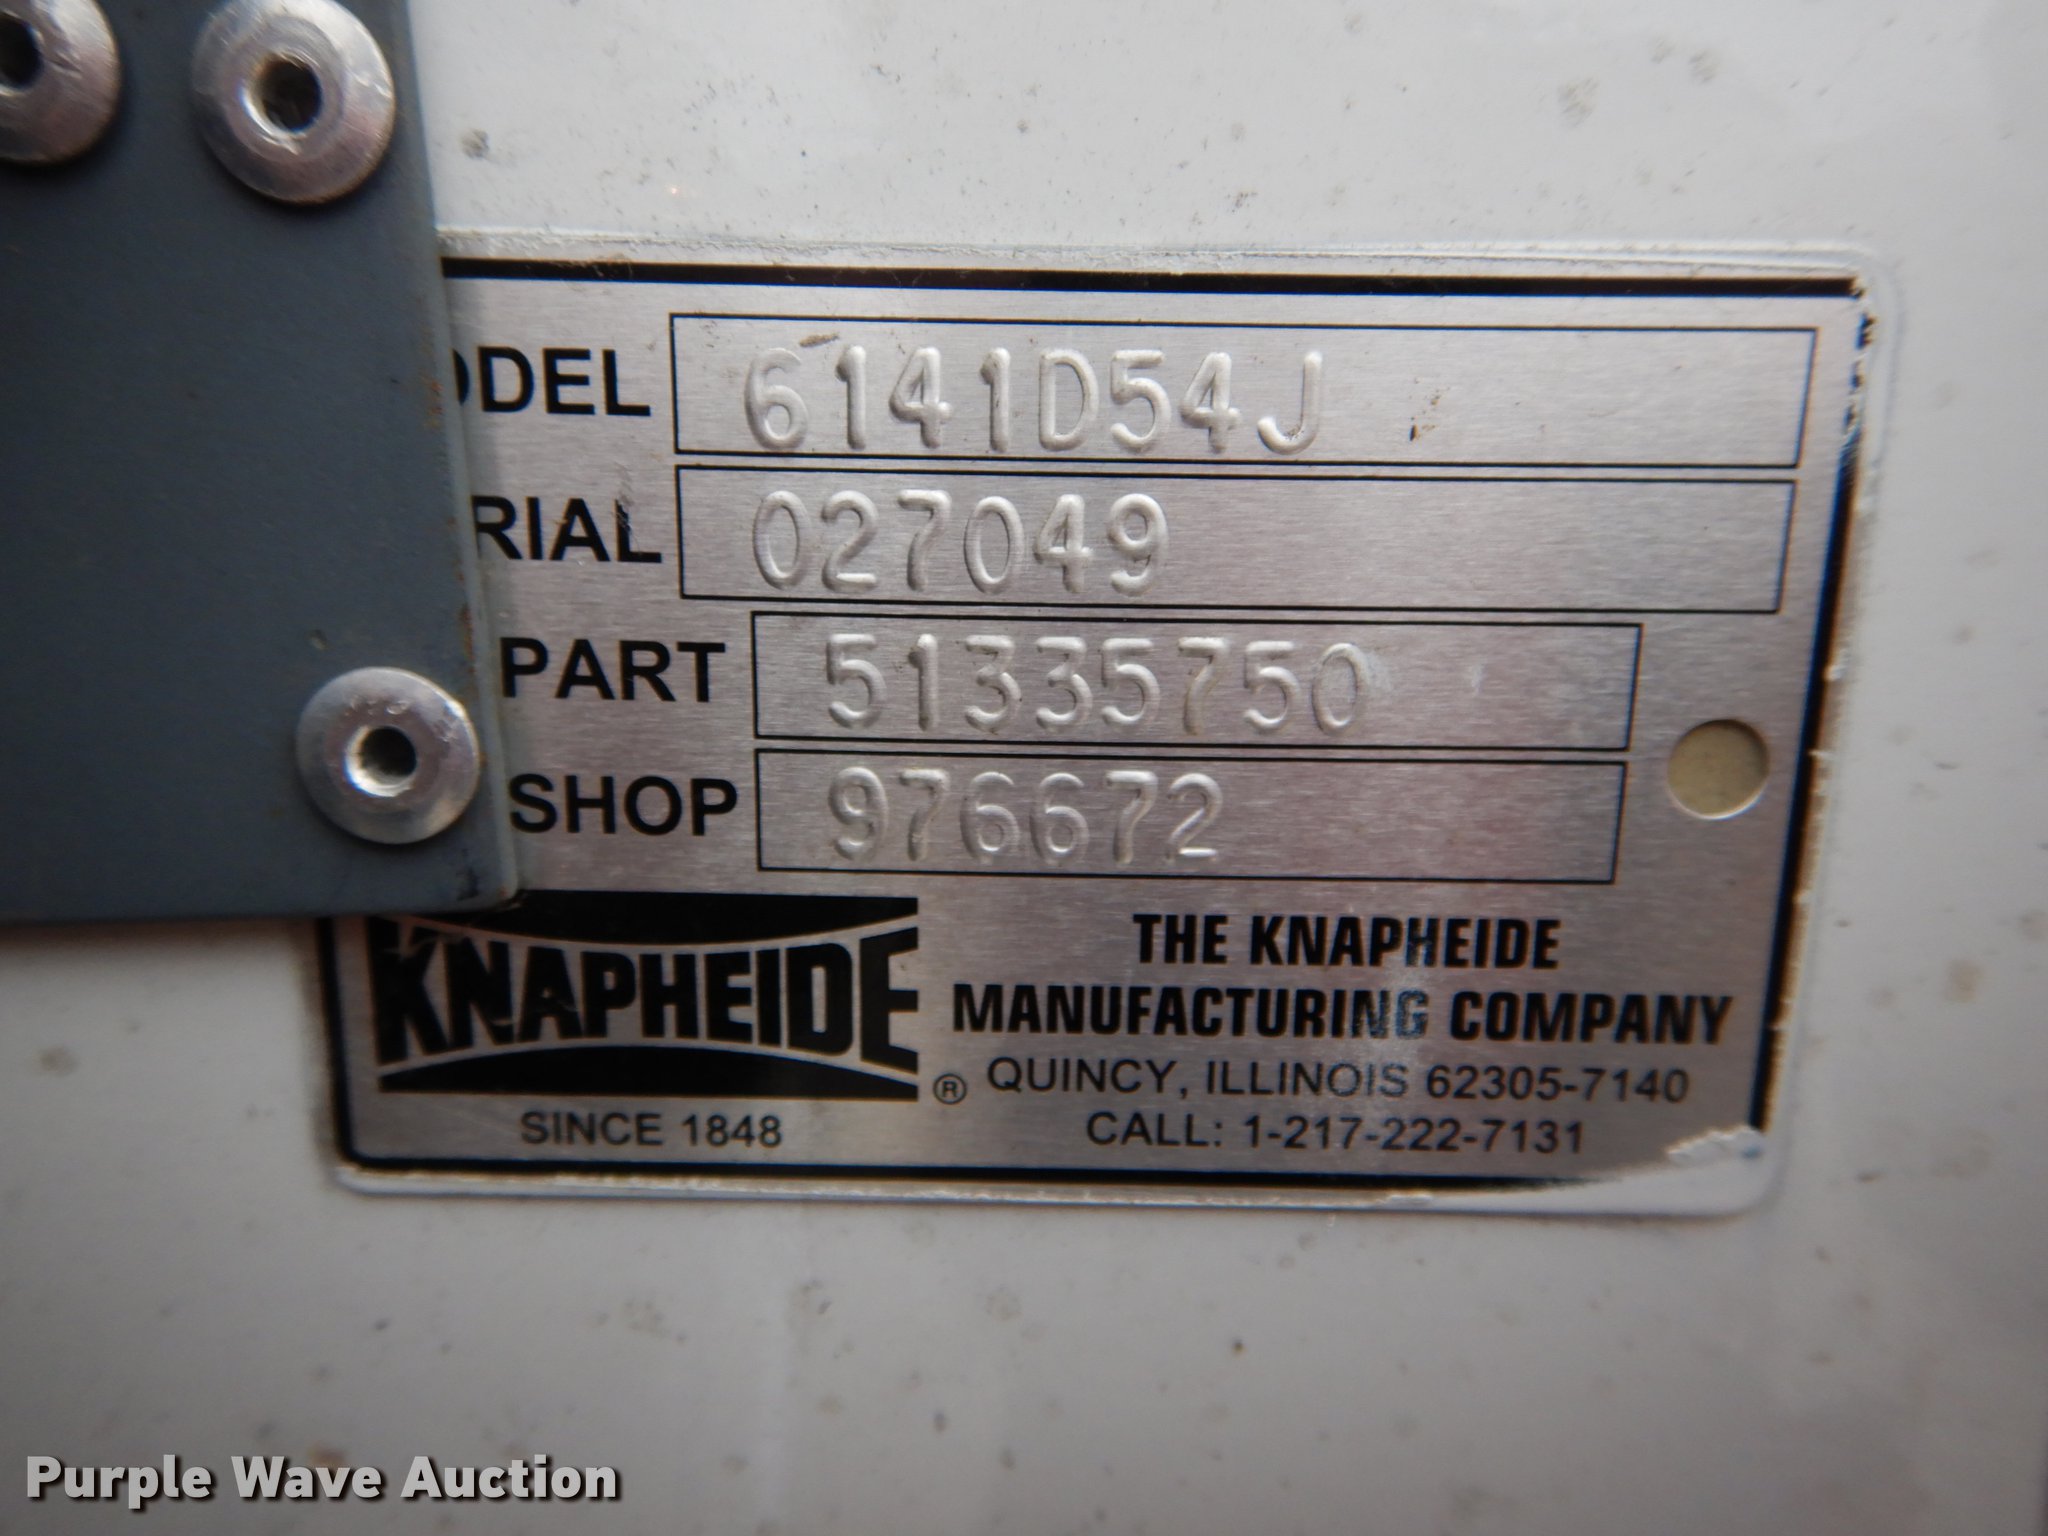 ODEL 6141D54J
RIAL 027049
PART 51335750
SHOP 976672
KNAPHEIDE ®
SINCE 1848
THE KNAPHEIDE
MANUFACTURING COMPANY
QUINCY, ILLINOIS 62305-7140
CALL: 1-217-222-7131
Purple Wave Auction